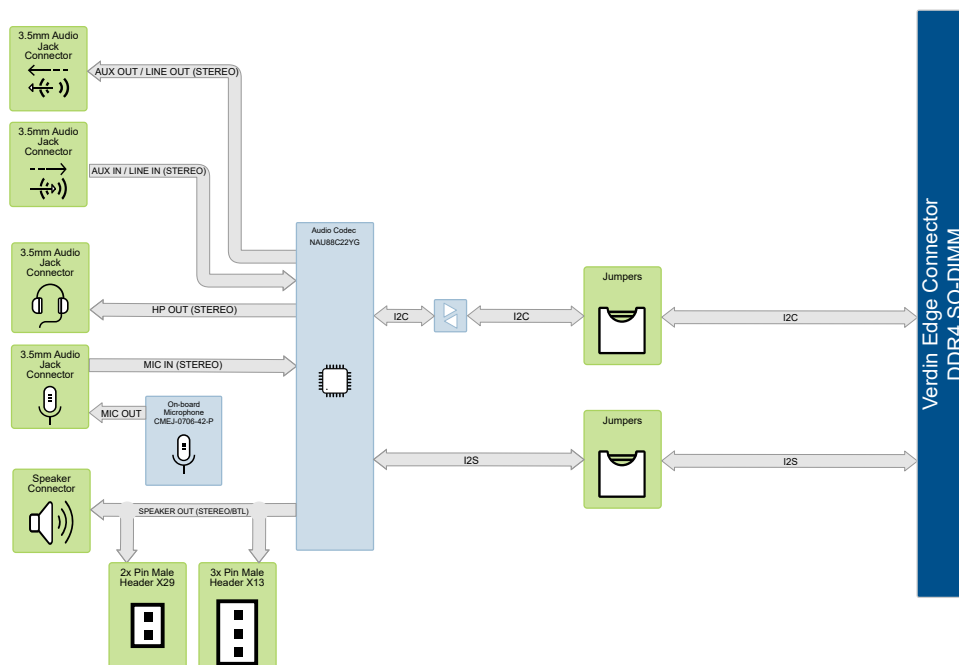 3.5mm Audio
Jack
Connector
AUX OUT / LINE OUT (STEREO)
3.5mm Audio
Jack
Connector
AUX IN / LINE IN (STEREO)
3.5mm Audio
Jack
Connector
HP OUT (STEREO)
3.5mm Audio
Jack
Connector
MIC IN (STEREO)
MIC OUT
On-board
Microphone
CMEJ-0706-42-P
Speaker
Connector
SPEAKER OUT (STEREO/BTL)
2x Pin Male
Header X29
3x Pin Male
Header X13
Audio Codec
NAU88C22YG
I2C
I2C
Jumpers
I2C
I2S
Jumpers
I2S
Verdin Edge Connector
DDR4 SO-DIMM